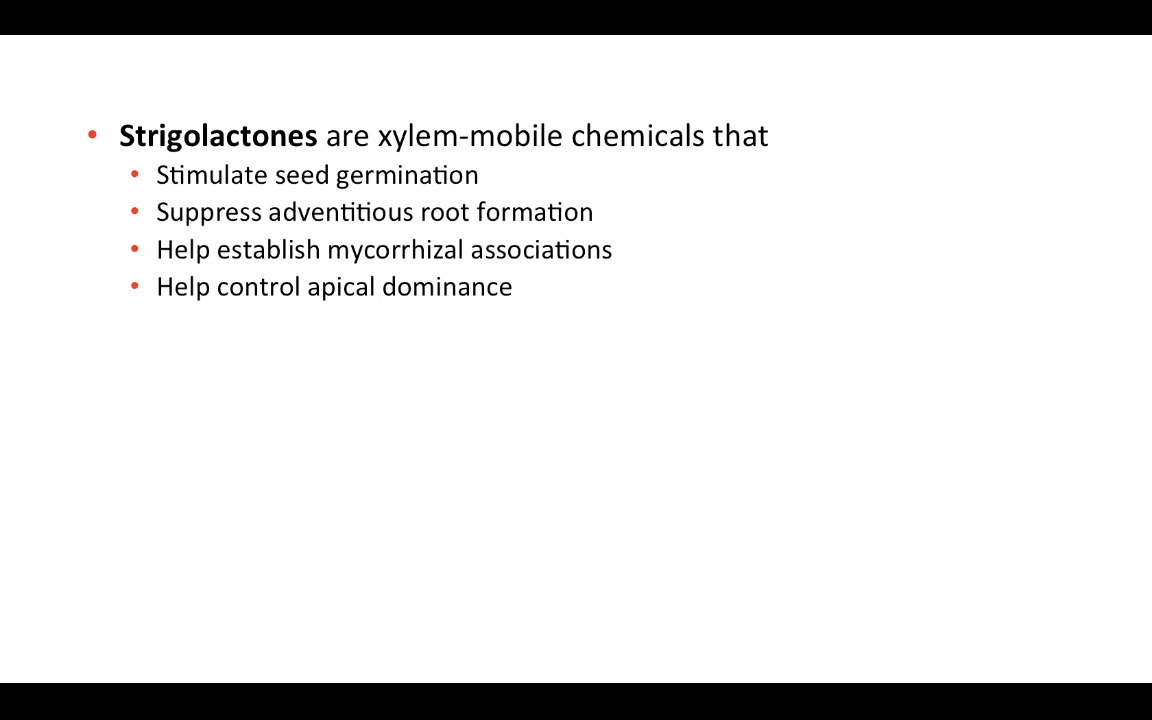 • Strigolactones are xylem-mobile chemicals that
• Stimulate seed germination
• Suppress adventitious root formation
• Help establish mycorrhizal associations
• Help control apical dominance